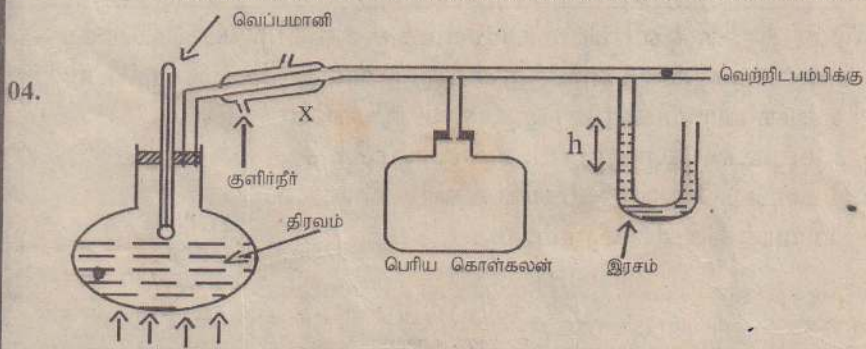 04.
வெப்பமானி
வெற்றிடபம்பிக்கு
X
h
குளிர்நீர்
திரவம்
பெரிய கொள்கலன்
இரசம்